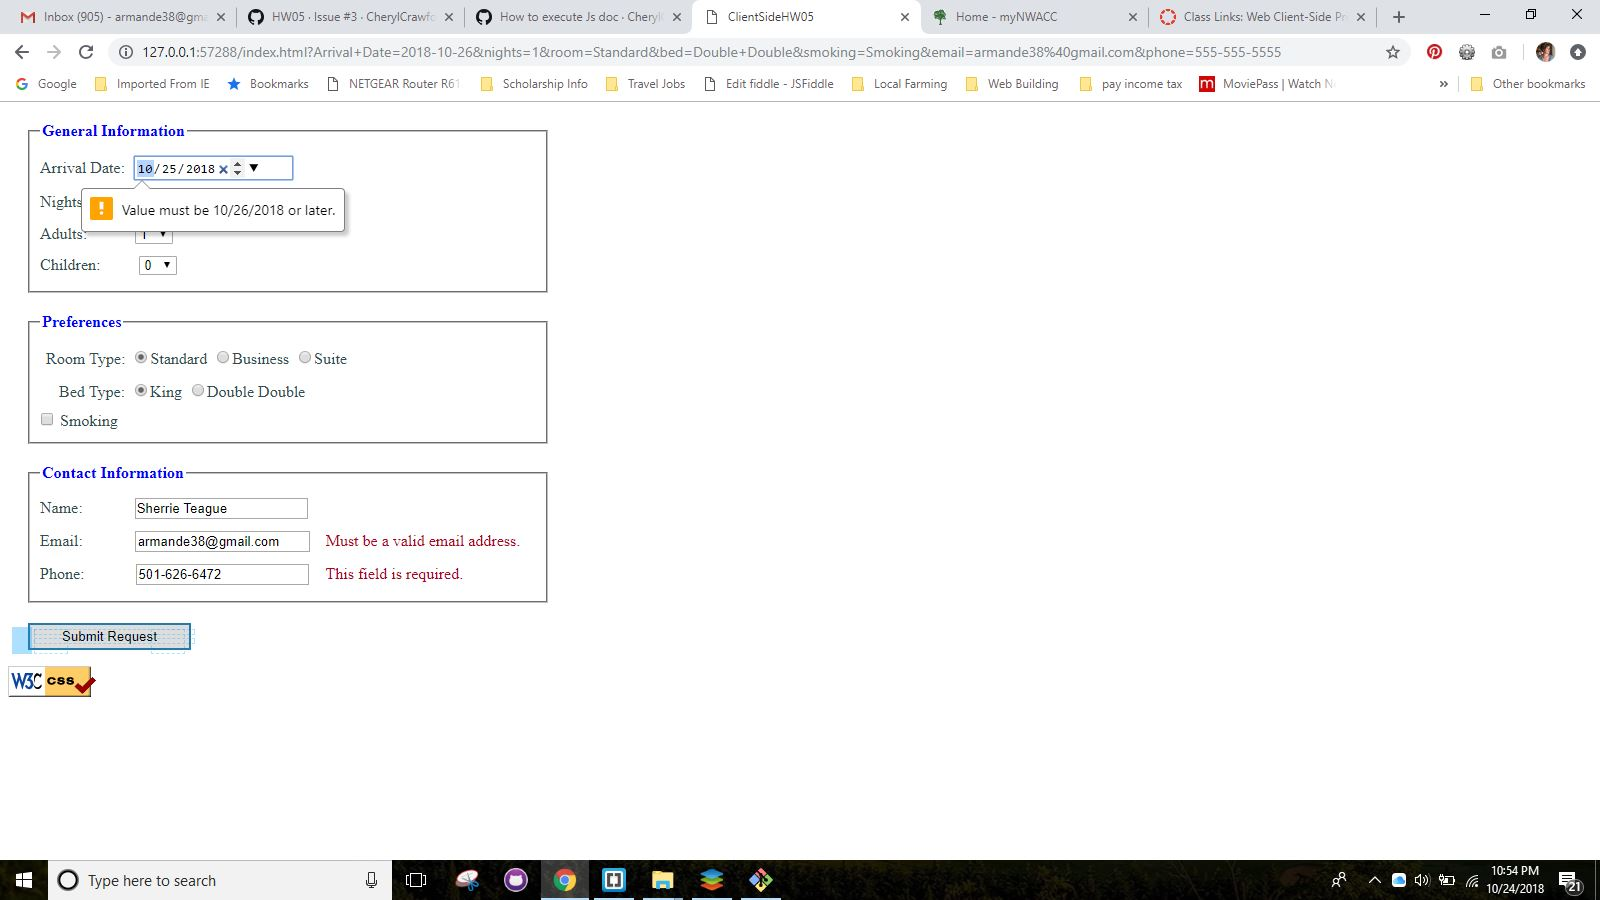 Inbox (905) - armande38@gma
HW05 · Issue #3 · CherylCrawfo
How to execute Js doc · Cheryl
ClientSideHW05
Home - myNWACC
Class Links: Web Client-Side Pr
127.0.0.1:57288/index.html?Arrival+Date=2018-10-26&nights=1&room=Standard&bed=Double+Double&smoking=Smoking&email=armande38%40gmail.com&phone=555-555-5555
Google Imported From IE Bookmarks NETGEAR Router R61 Scholarship Info Travel Jobs Edit fiddle - JSFiddle Local Farming Web Building pay income tax m MoviePass | Watch N » Other bookmarks
General Information
Arrival Date: 10/25/2018
Nights
Value must be 10/26/2018 or later.
Adults: 1
Children: 0
Preferences
Room Type: Standard Business Suite
Bed Type: King Double Double
Smoking
Contact Information
Name: Sherrie Teague
Email: armande38@gmail.com Must be a valid email address.
Phone: 501-626-6472 This field is required.
Submit Request
W3C css
Type here to search
10:54 PM
10/24/2018
21